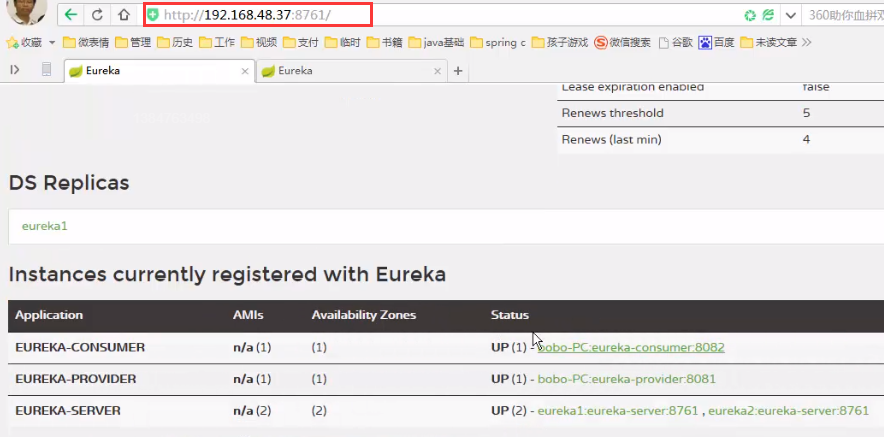 http://192.168.48.37:8761/
360助你血拼双
收藏 微表情 管理 历史 工作 视频 支付 临时 书籍 java基础 spring c 孩子游戏 微信搜索 谷歌 百度 未读文章
Eureka Eureka
Lease expiration enabled false
Renews threshold 5
Renews (last min) 4
DS Replicas
eureka1
Instances currently registered with Eureka
Application AMIs Availability Zones Status
EUREKA-CONSUMER n/a (1) (1) UP (1) - bobo-PC:eureka-consumer:8082
EUREKA-PROVIDER n/a (1) (1) UP (1) - bobo-PC:eureka-provider:8081
EUREKA-SERVER n/a (2) (2) UP (2) - eureka1:eureka-server:8761 , eureka2:eureka-server:8761